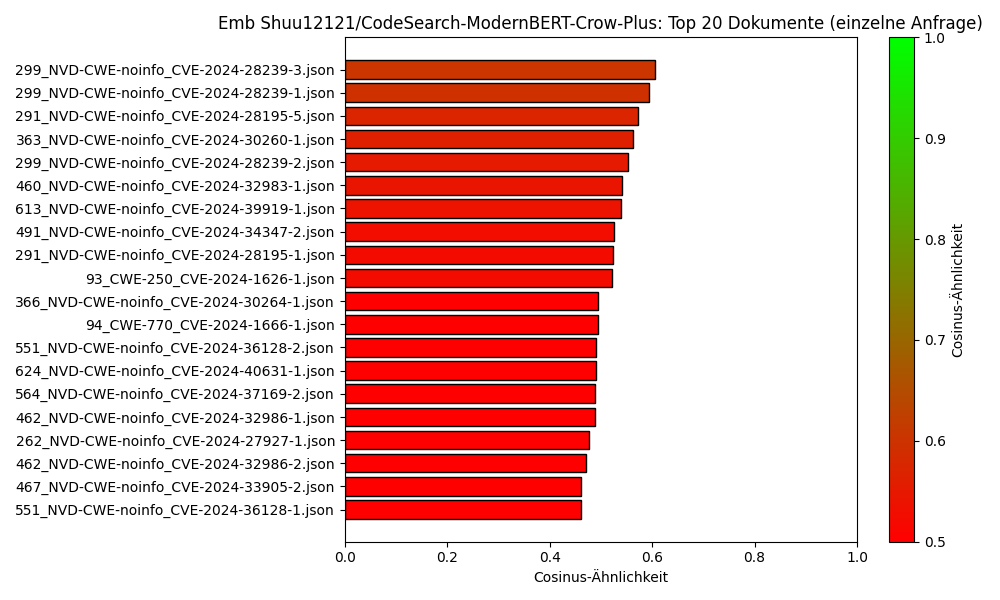 Emb Shuu12121/CodeSearch-ModernBERT-Crow-Plus: Top 20 Dokumente (einzelne Anfrage)
299_NVD-CWE-noinfo_CVE-2024-28239-3.json
299_NVD-CWE-noinfo_CVE-2024-28239-1.json
291_NVD-CWE-noinfo_CVE-2024-28195-5.json
363_NVD-CWE-noinfo_CVE-2024-30260-1.json
299_NVD-CWE-noinfo_CVE-2024-28239-2.json
460_NVD-CWE-noinfo_CVE-2024-32983-1.json
613_NVD-CWE-noinfo_CVE-2024-39919-1.json
491_NVD-CWE-noinfo_CVE-2024-34347-2.json
291_NVD-CWE-noinfo_CVE-2024-28195-1.json
93_CWE-250_CVE-2024-1626-1.json
366_NVD-CWE-noinfo_CVE-2024-30264-1.json
94_CWE-770_CVE-2024-1666-1.json
551_NVD-CWE-noinfo_CVE-2024-36128-2.json
624_NVD-CWE-noinfo_CVE-2024-40631-1.json
564_NVD-CWE-noinfo_CVE-2024-37169-2.json
462_NVD-CWE-noinfo_CVE-2024-32986-1.json
262_NVD-CWE-noinfo_CVE-2024-27927-1.json
462_NVD-CWE-noinfo_CVE-2024-32986-2.json
467_NVD-CWE-noinfo_CVE-2024-33905-2.json
551_NVD-CWE-noinfo_CVE-2024-36128-1.json
0.0 0.2 0.4 0.6 0.8 1.0
Cosinus-Ähnlichkeit
1.0
0.9
0.8
0.7
0.6
0.5
Cosinus-Ähnlichkeit